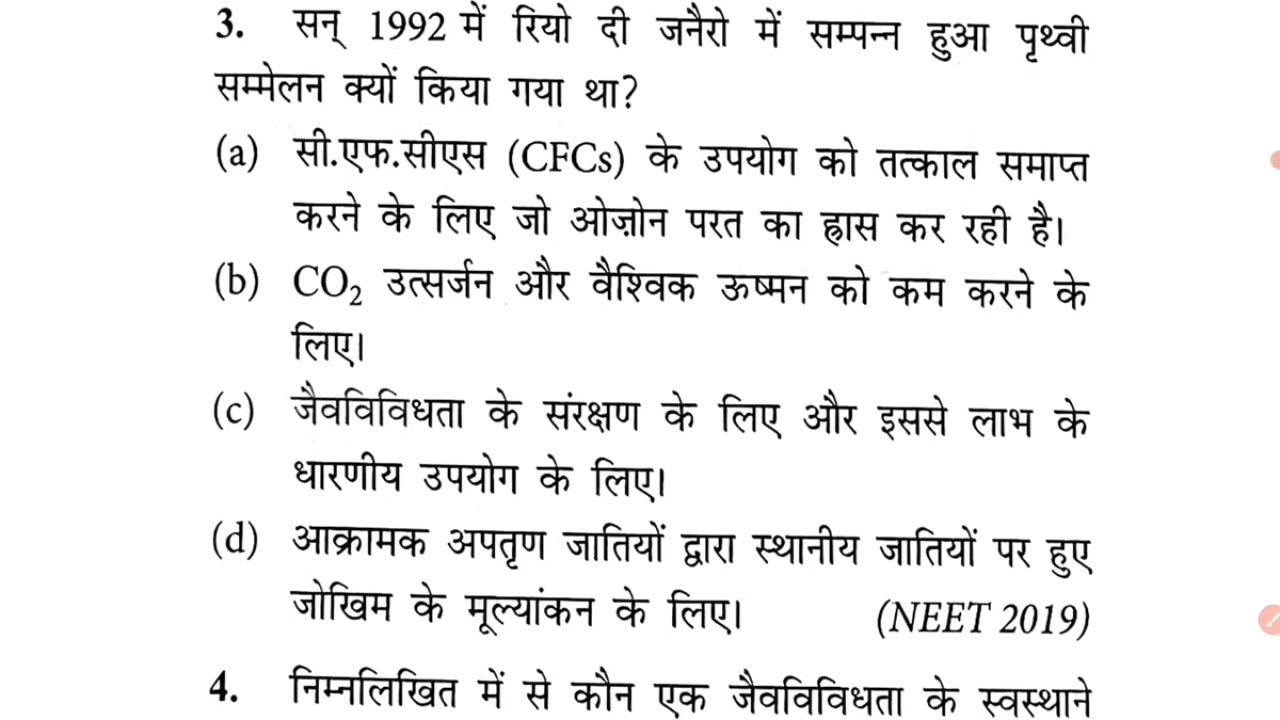 3. सन् 1992 में रियो दी जनैरो में सम्पन्न हुआ पृथ्वी
सम्मेलन क्यों किया गया था?
(a) सी.एफ.सीएस (CFCs) के उपयोग को तत्काल समाप्त
करने के लिए जो ओज़ोन परत का ह्रास कर रही है।
(b) CO₂ उत्सर्जन और वैश्विक ऊष्मन को कम करने के
लिए।
(c) जैवविविधता के संरक्षण के लिए और इससे लाभ के
धारणीय उपयोग के लिए।
(d) आक्रामक अपतृण जातियों द्वारा स्थानीय जातियों पर हुए
जोखिम के मूल्यांकन के लिए। (NEET 2019)
4. निम्नलिखित में से कौन एक जैवविविधता के स्वस्थाने